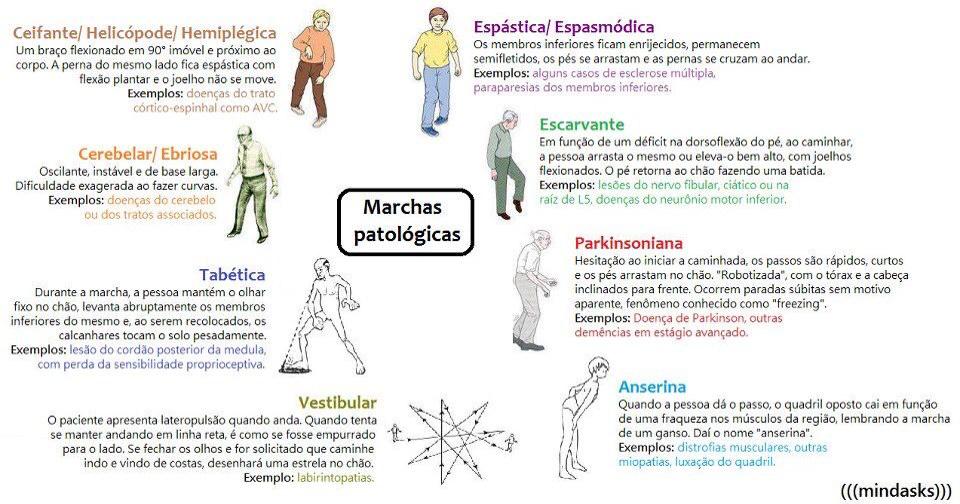 Ceifante/ Helicópode/ Hemiplégica
Um braço flexionado em 90° imóvel e próximo ao
corpo. A perna do mesmo lado fica espástica com
flexão plantar e o joelho não se move.
Exemplos: doenças do trato
córtico-espinhal como AVC.
Espástica/ Espasmódica
Os membros inferiores ficam enrijecidos, permanecem
semifletidos, os pés se arrastam e as pernas se cruzam ao andar.
Exemplos: alguns casos de esclerose múltipla,
paraparesias dos membros inferiores.
Cerebelar/ Ebriosa
Oscilante, instável e de base larga.
Dificuldade exagerada ao fazer curvas.
Exemplos: doenças do cerebelo
ou dos tratos associados.
Escarvante
Em função de um déficit na dorsoflexão do pé, ao caminhar,
a pessoa arrasta o mesmo ou eleva-o bem alto, com joelhos
flexionados. O pé retorna ao chão fazendo uma batida.
Exemplos: lesões do nervo fibular, ciático ou na
raíz de L5, doenças do neurônio motor inferior.
Marchas
patológicas
Tabética
Durante a marcha, a pessoa mantém o olhar
fixo no chão, levanta abruptamente os membros
inferiores do mesmo e, ao serem recolocados, os
calcanhares tocam o solo pesadamente.
Exemplos: lesão do cordão posterior da medula,
com perda da sensibilidade proprioceptiva.
Parkinsoniana
Hesitação ao iniciar a caminhada, os passos são rápidos, curtos
e os pés arrastam no chão. "Robotizada", com o tórax e a cabeça
inclinados para frente. Ocorrem paradas súbitas sem motivo
aparente, fenômeno conhecido como "freezing".
Exemplos: Doença de Parkinson, outras
demências em estágio avançado.
Vestibular
O paciente apresenta lateropulsão quando anda. Quando tenta
se manter andando em linha reta, é como se fosse empurrado
para o lado. Se fechar os olhos e for solicitado que caminhe
indo e vindo de costas, desenhará uma estrela no chão.
Exemplo: labirintopatias.
Anserina
Quando a pessoa dá o passo, o quadril oposto cai em função
de uma fraqueza nos músculos da região, lembrando a marcha
de um ganso. Daí o nome "anserina".
Exemplos: distrofias musculares, outras
miopatias, luxação do quadril.
(((mindasks)))